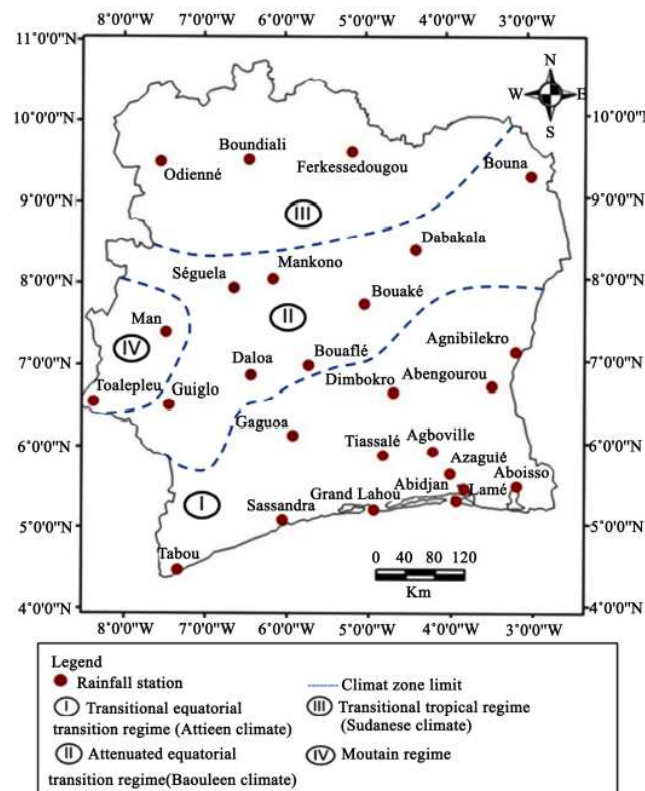 8°0'0"W 7°0'0"W 6°0'0"W 5°0'0"W 4°0'0"W 3°0'0"W
11°0'0"N
N
W E
S
10°0'0"N 10°0'0"N
Boundiali
Odienné Ferkessedougou
Bouna
9°0'0"N 9°0'0"N
III
Dabakala
Mankono
Séguela
8°0'0"N 8°0'0"N
Bouaké
II
Man
Agnibilekro
IV
7°0'0"N 7°0'0"N
Daloa Bouaflé
Dimbokro Abengourou
Toalepleu Guiglo
Gaguoa
6°0'0"N 6°0'0"N
Tiassalé Agboville
Azaguié
Aboisso
Abidjan Lamé
I Sassandra Grand Lahou
5°0'0"N 5°0'0"N
Tabou
0 40 80 120
Km
4°0'0"N 4°0'0"N
8°0'0"W 7°0'0"W 6°0'0"W 5°0'0"W 4°0'0"W 3°0'0"W
Legend
Rainfall station
I Transitional equatorial
transition regime (Attieen climate)
II Attenuated equatorial
transition regime(Baouleen climate)
Climat zone limit
III Transitional tropical regime
(Sudanese climate)
IV Moutain regime